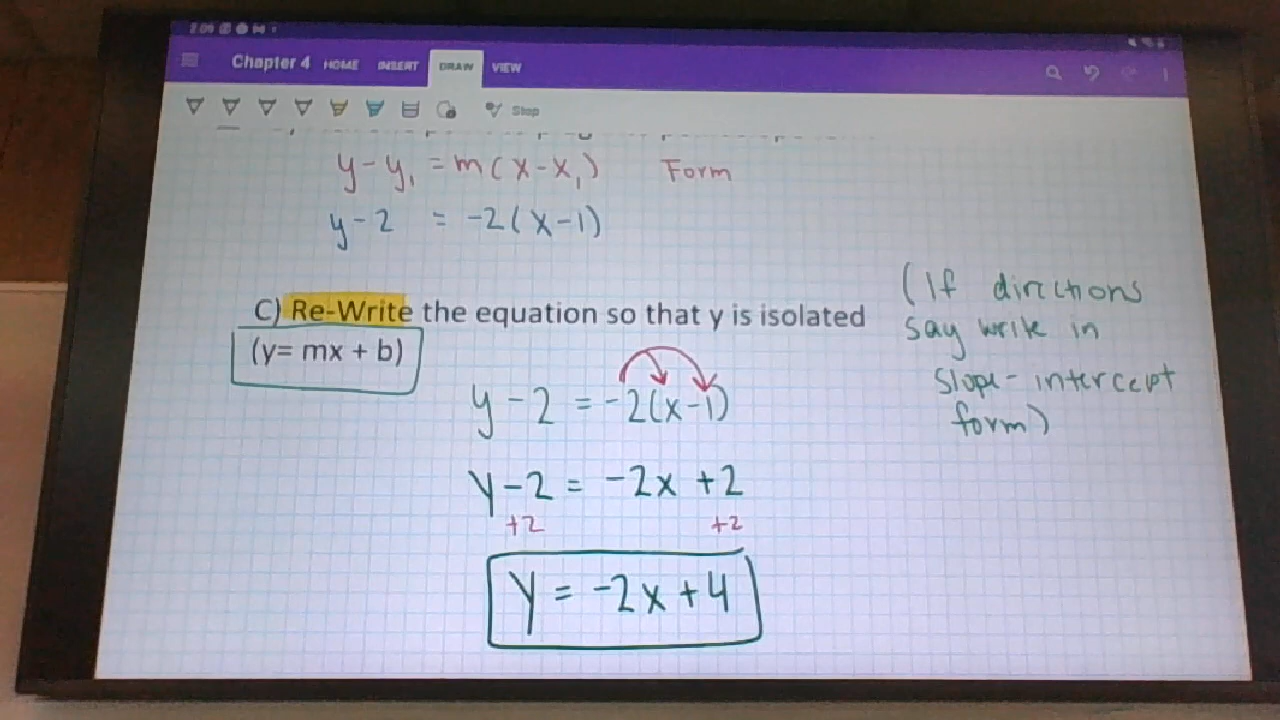 Chapter 4 HOME INSERT DRAW VIEW
Stop
y - y₁ = m(x - x₁) Form
y - 2 = -2(x - 1)
C) Re-Write the equation so that y is isolated
(y= mx + b)
(If directions
say write in
slope-intercept
form)
y - 2 = -2(x - 1)
y - 2 = -2x + 2
+2 +2
y = -2x + 4